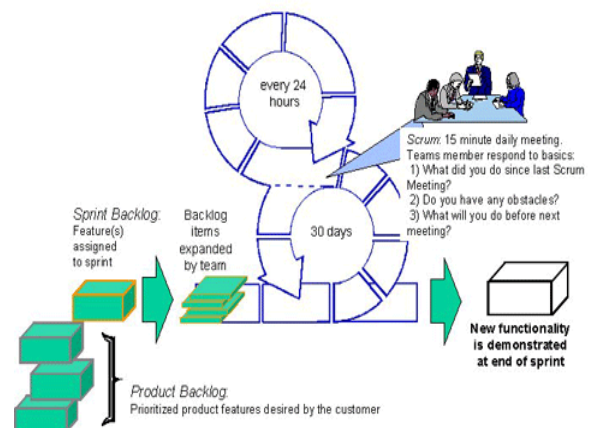 every 24
hours
Scrum: 15 minute daily meeting.
Teams member respond to basics:
1) What did you do since last Scrum
Meeting?
2) Do you have any obstacles?
3) What will you do before next
meeting?
Sprint Backlog:
Feature(s)
assigned
to sprint
Backlog
items
expanded
by team
30 days
New functionality
is demonstrated
at end of sprint
Product Backlog:
Prioritized product features desired by the customer